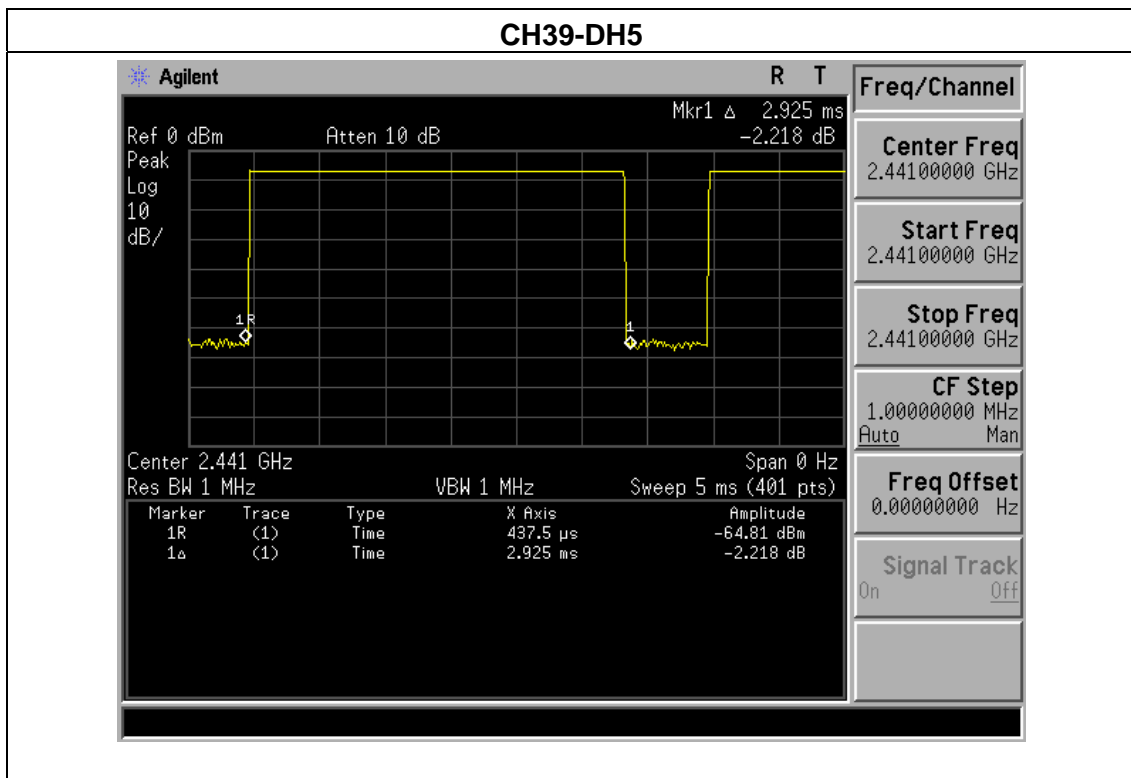 CH39-DH5
Agilent R T
Mkr1 Δ 2.925 ms
Ref 0 dBm Atten 10 dB -2.218 dB
Peak
Log
10
dB/
1R
1
Center 2.441 GHz Span 0 Hz
Res BW 1 MHz VBW 1 MHz Sweep 5 ms (401 pts)
Marker Trace Type X Axis Amplitude
1R (1) Time 437.5 µs -64.81 dBm
1Δ (1) Time 2.925 ms -2.218 dB
Freq/Channel
Center Freq
2.44100000 GHz
Start Freq
2.44100000 GHz
Stop Freq
2.44100000 GHz
CF Step
1.00000000 MHz
Auto Man
Freq Offset
0.00000000 Hz
Signal Track
On Off